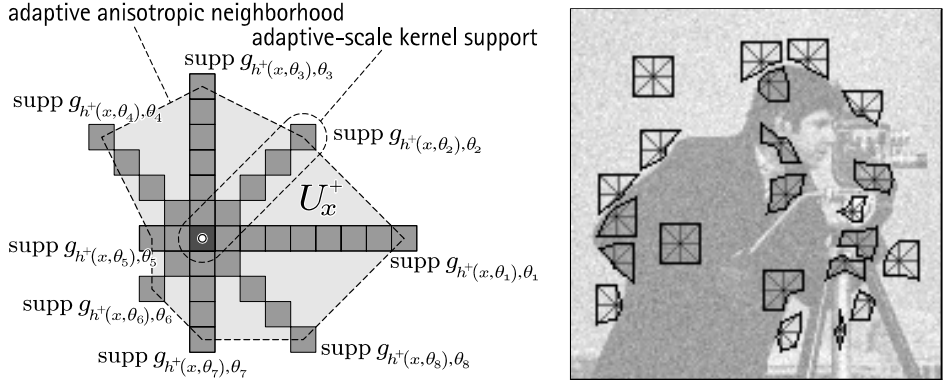 adaptive anisotropic neighborhood
adaptive-scale kernel support
supp g_{h⁺(x,θ₃),θ₃}
supp g_{h⁺(x,θ₄),θ₄}
supp g_{h⁺(x,θ₂),θ₂}
U_x^+
supp g_{h⁺(x,θ₅),θ₅}
supp g_{h⁺(x,θ₁),θ₁}
supp g_{h⁺(x,θ₆),θ₆}
supp g_{h⁺(x,θ₇),θ₇}
supp g_{h⁺(x,θ₈),θ₈}